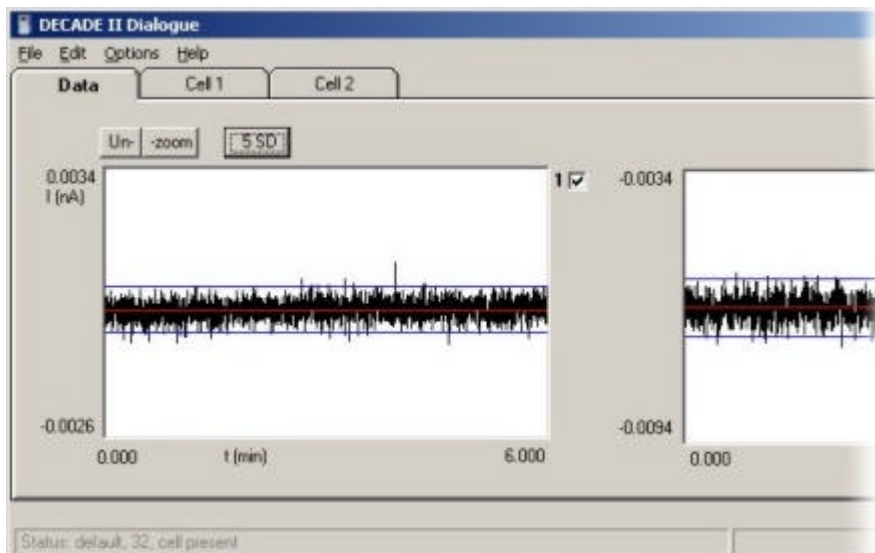 DECADE II Dialogue
File Edit Options Help
Data Cell 1 Cell 2
Un- -zoom 5 SD
0.0034 1 -0.0034
I (nA)
-0.0026 -0.0094
0.000 t (min) 6.000 0.000
Status: default, 32, cell present